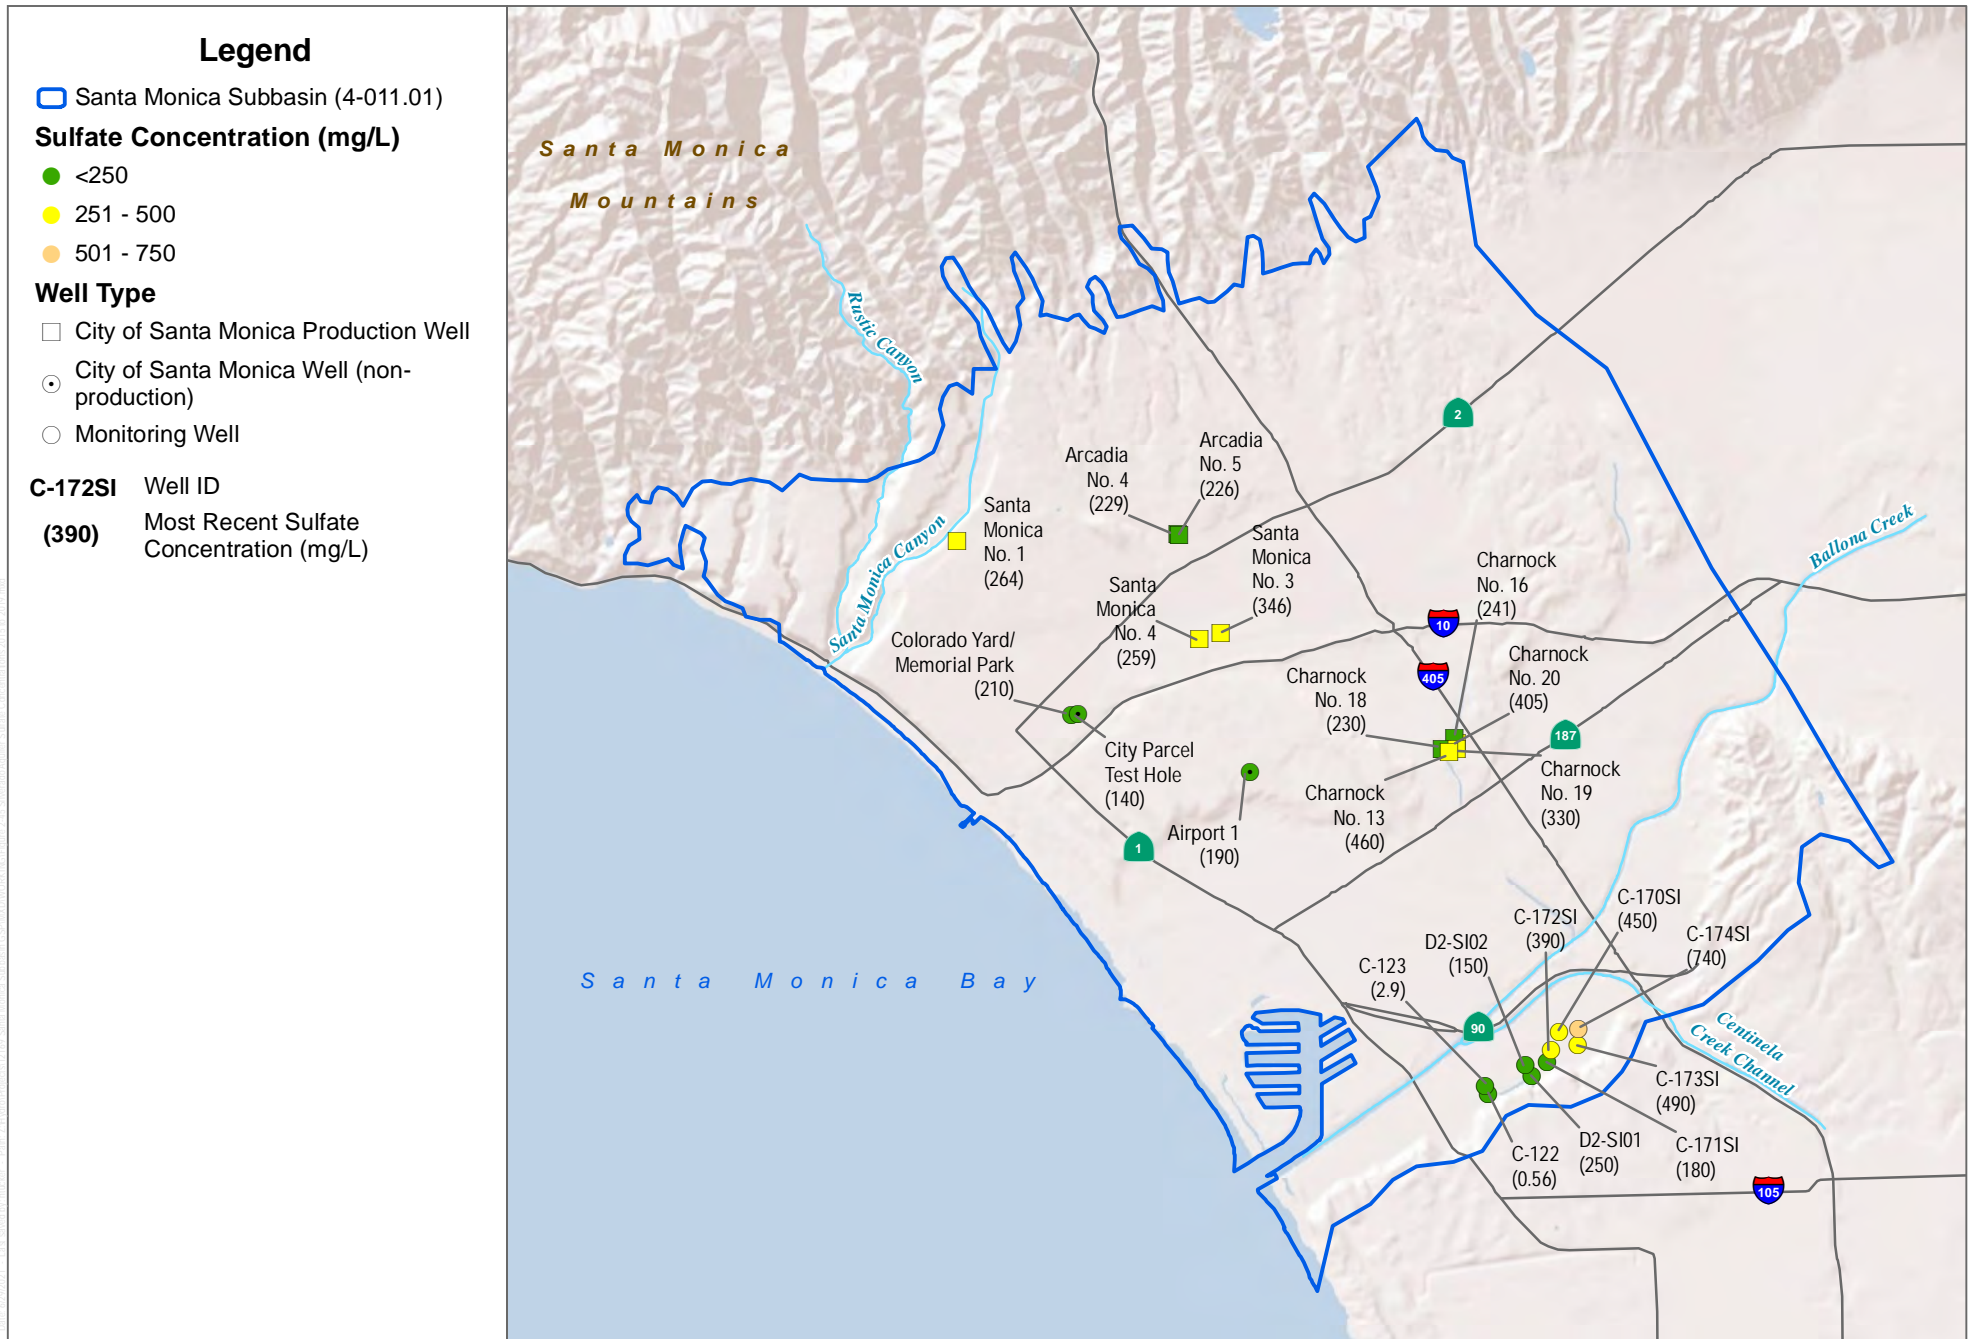 Legend
Santa Monica Subbasin (4-011.01)
Sulfate Concentration (mg/L)
<250
251 - 500
501 - 750
Well Type
City of Santa Monica Production Well
City of Santa Monica Well (non-
production)
Monitoring Well
C-172SI Well ID
(390) Most Recent Sulfate
Concentration (mg/L)
Santa Monica
Mountains
Rustic Canyon
Santa Monica Canyon
Ballona Creek
Centinela
Creek Channel
Santa Monica Bay
2
10
405
187
1
90
105
Arcadia
No. 4
(229)
Arcadia
No. 5
(226)
Santa
Monica
No. 1
(264)
Santa
Monica
No. 3
(346)
Santa
Monica
No. 4
(259)
Colorado Yard/
Memorial Park
(210)
City Parcel
Test Hole
(140)
Airport 1
(190)
Charnock
No. 16
(241)
Charnock
No. 20
(405)
Charnock
No. 18
(230)
Charnock
No. 19
(330)
Charnock
No. 13
(460)
C-170SI
(450)
C-172SI
(390)
C-174SI
(740)
D2-SI02
(150)
C-123
(2.9)
C-173SI
(490)
C-171SI
(180)
D2-SI01
(250)
C-122
(0.56)